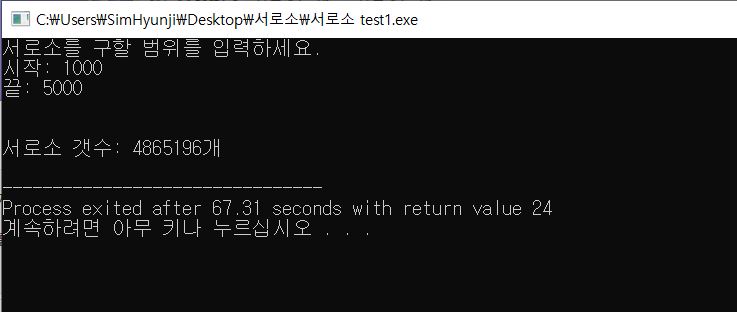 C:₩Users₩SimHyunji₩Desktop₩서로소₩서로소 test1.exe
서로소를 구할 범위를 입력하세요.
시작: 1000
끝: 5000
서로소 갯수: 4865196개
--------------------------------
Process exited after 67.31 seconds with return value 24
계속하려면 아무 키나 누르십시오 . . .